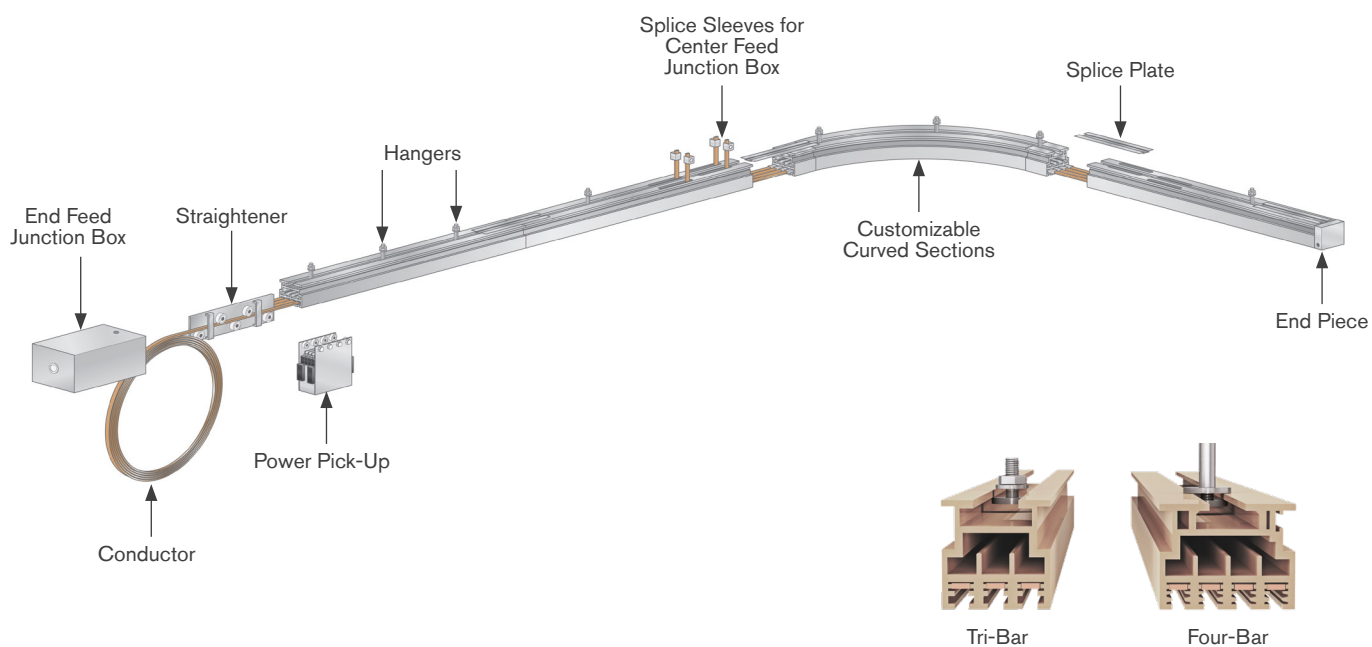 Splice Sleeves for
Center Feed
Junction Box
Splice Plate
Hangers
Straightener
End Feed
Junction Box
Customizable
Curved Sections
End Piece
Power Pick-Up
Conductor
Tri-Bar
Four-Bar